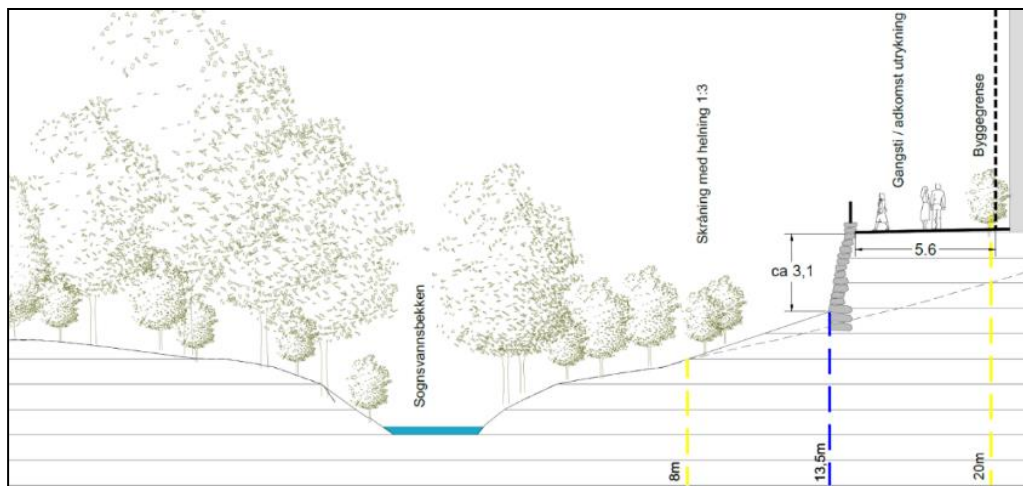 Sognsvannsbekken
Skråning med helning 1:3
Gangsti / adkomst utrykning
Byggegrense
ca 3,1
5.6
8m
13,5m
20m